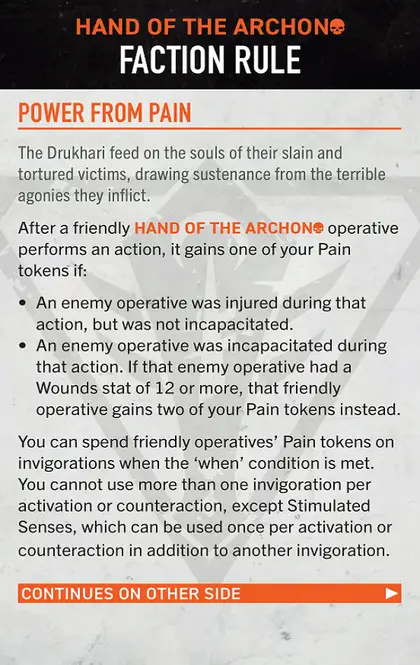 HAND OF THE ARCHON
FACTION RULE
POWER FROM PAIN
The Drukhari feed on the souls of their slain and
tortured victims, drawing sustenance from the terrible
agonies they inflict.
After a friendly HAND OF THE ARCHON operative
performs an action, it gains one of your Pain
tokens if:
• An enemy operative was injured during that
action, but was not incapacitated.
• An enemy operative was incapacitated during
that action. If that enemy operative had a
Wounds stat of 12 or more, that friendly
operative gains two of your Pain tokens instead.
You can spend friendly operatives’ Pain tokens on
invigorations when the ‘when’ condition is met.
You cannot use more than one invigoration per
activation or counteraction, except Stimulated
Senses, which can be used once per activation or
counteraction in addition to another invigoration.
CONTINUES ON OTHER SIDE